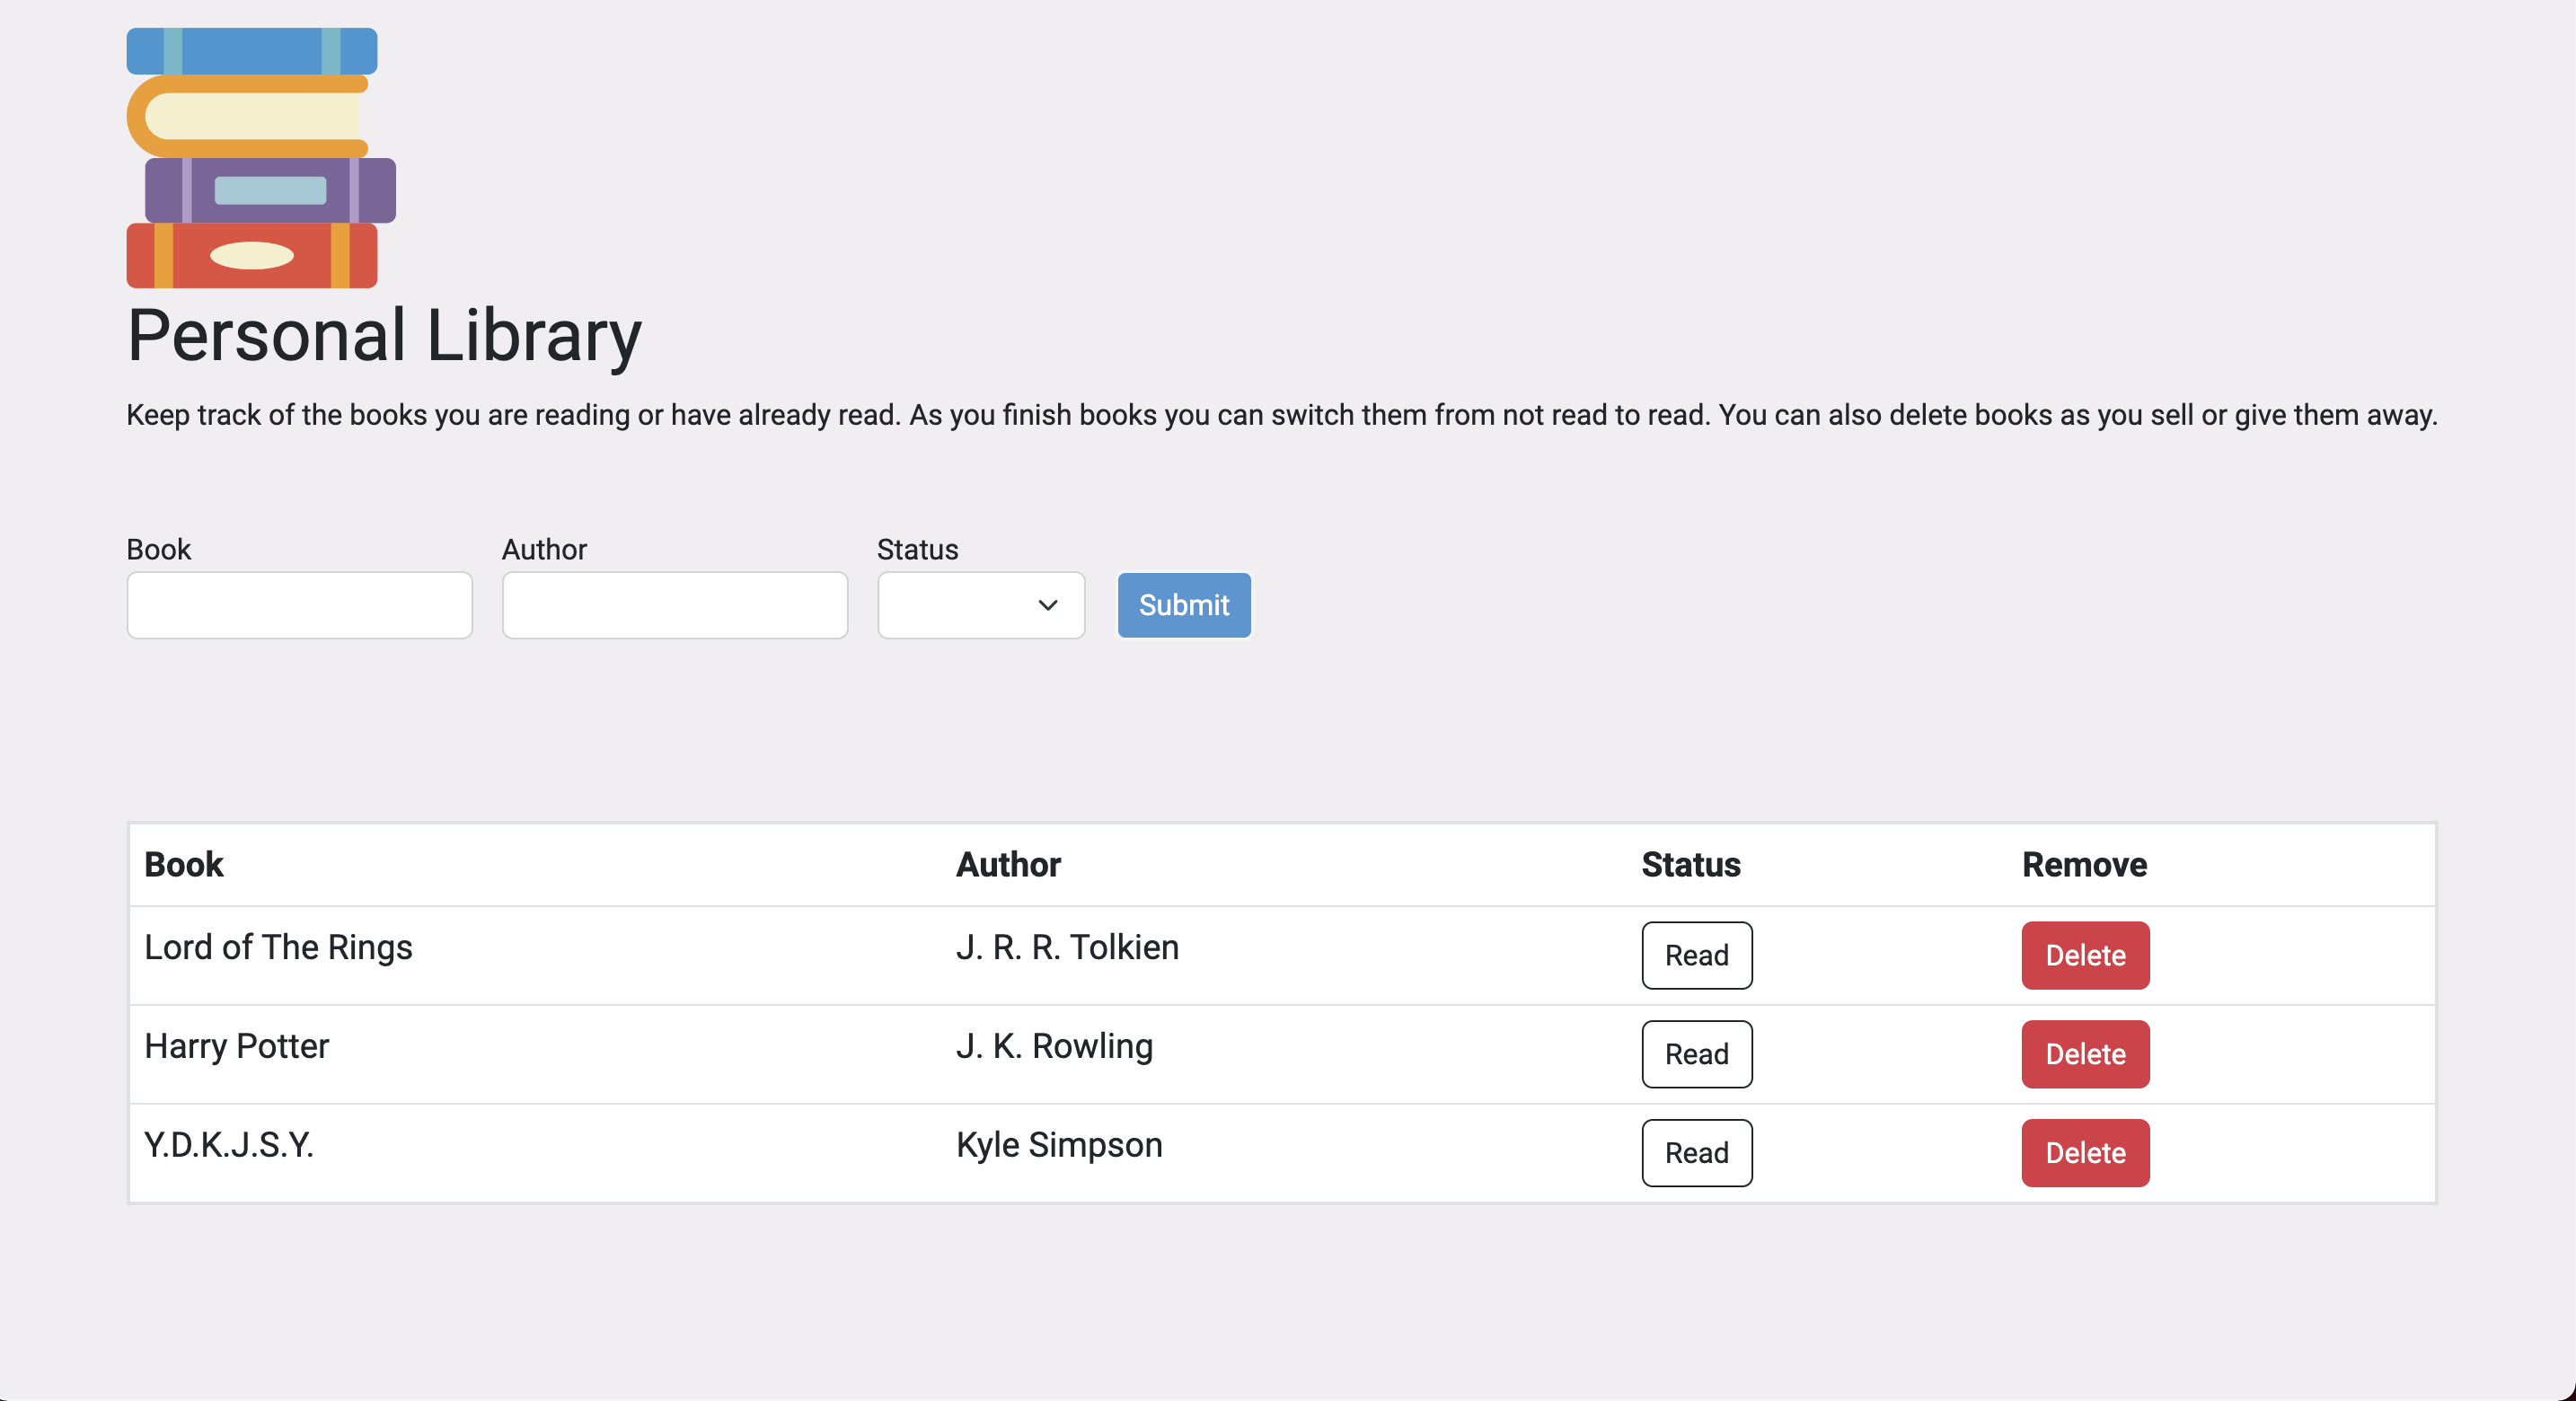 Personal Library
Keep track of the books you are reading or have already read. As you finish books you can switch them from not read to read. You can also delete books as you sell or give them away.
Book Author Status
Submit
Book Author Status Remove
Lord of The Rings J. R. R. Tolkien Read Delete
Harry Potter J. K. Rowling Read Delete
Y.D.K.J.S.Y. Kyle Simpson Read Delete